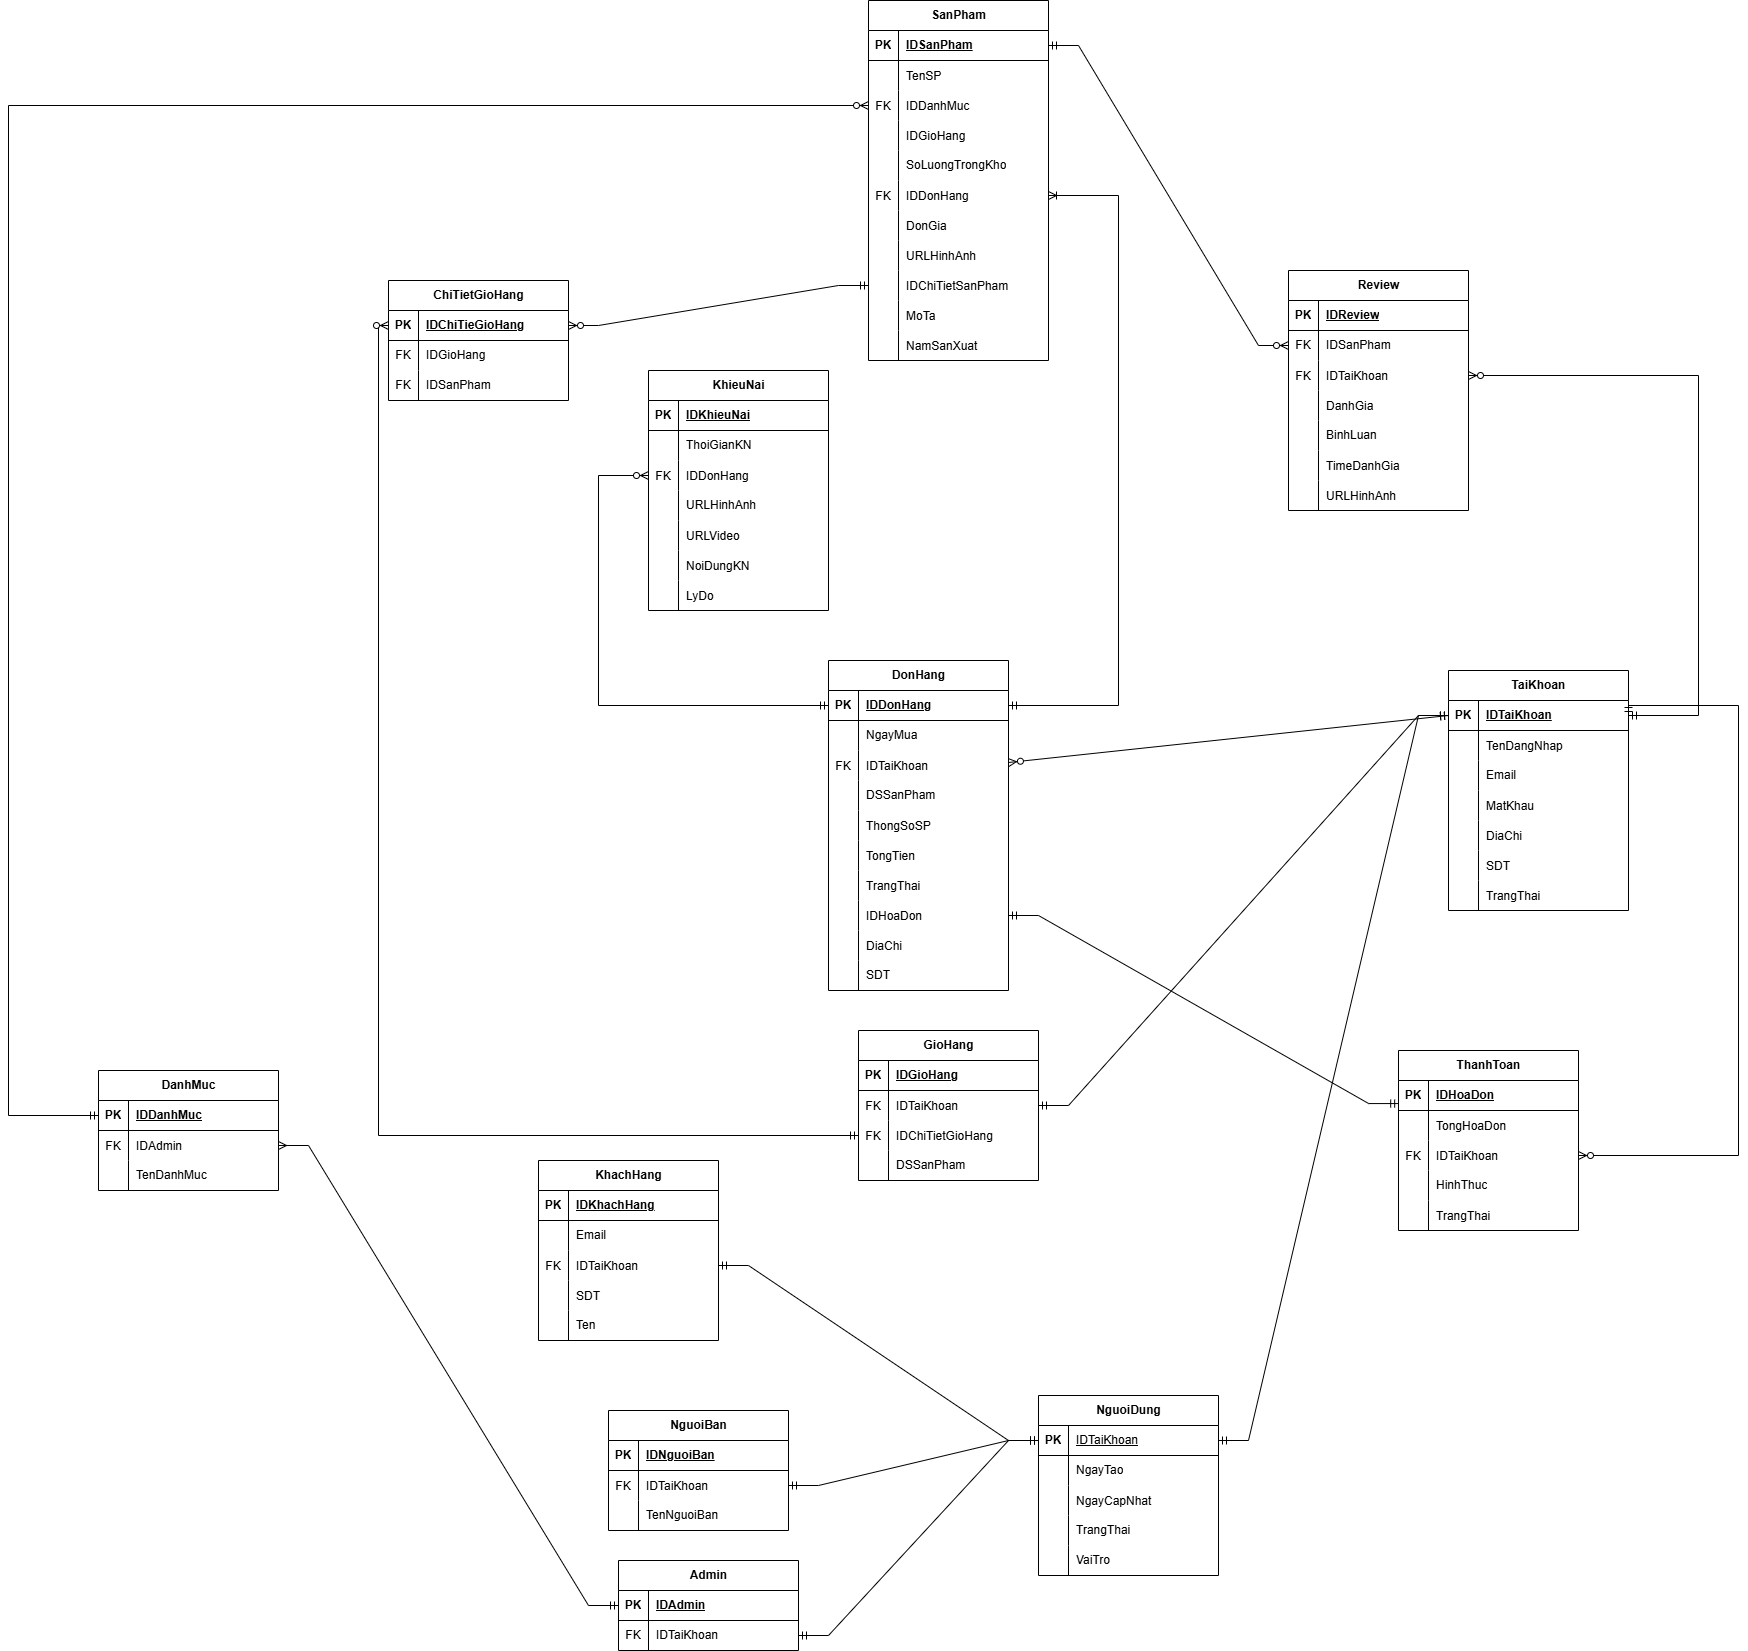 SanPham
PK IDSanPham
TenSP
FK IDDanhMuc
IDGioHang
SoLuongTrongKho
FK IDDonHang
DonGia
URLHinhAnh
IDChiTietSanPham
MoTa
NamSanXuat
ChiTietGioHang
PK IDChiTieGioHang
FK IDGioHang
FK IDSanPham
Review
PK IDReview
FK IDSanPham
FK IDTaiKhoan
DanhGia
BinhLuan
TimeDanhGia
URLHinhAnh
KhieuNai
PK IDKhieuNai
ThoiGianKN
FK IDDonHang
URLHinhAnh
URLVideo
NoiDungKN
LyDo
DonHang
PK IDDonHang
NgayMua
FK IDTaiKhoan
DSSanPham
ThongSoSP
TongTien
TrangThai
IDHoaDon
DiaChi
SDT
TaiKhoan
PK IDTaiKhoan
TenDangNhap
Email
MatKhau
DiaChi
SDT
TrangThai
GioHang
PK IDGioHang
FK IDTaiKhoan
FK IDChiTietGioHang
DSSanPham
ThanhToan
PK IDHoaDon
TongHoaDon
FK IDTaiKhoan
HinhThuc
TrangThai
DanhMuc
PK IDDanhMuc
FK IDAdmin
TenDanhMuc
KhachHang
PK IDKhachHang
Email
FK IDTaiKhoan
SDT
Ten
NguoiBan
PK IDNguoiBan
FK IDTaiKhoan
TenNguoiBan
NguoiDung
PK IDTaiKhoan
NgayTao
NgayCapNhat
TrangThai
VaiTro
Admin
PK IDAdmin
FK IDTaiKhoan